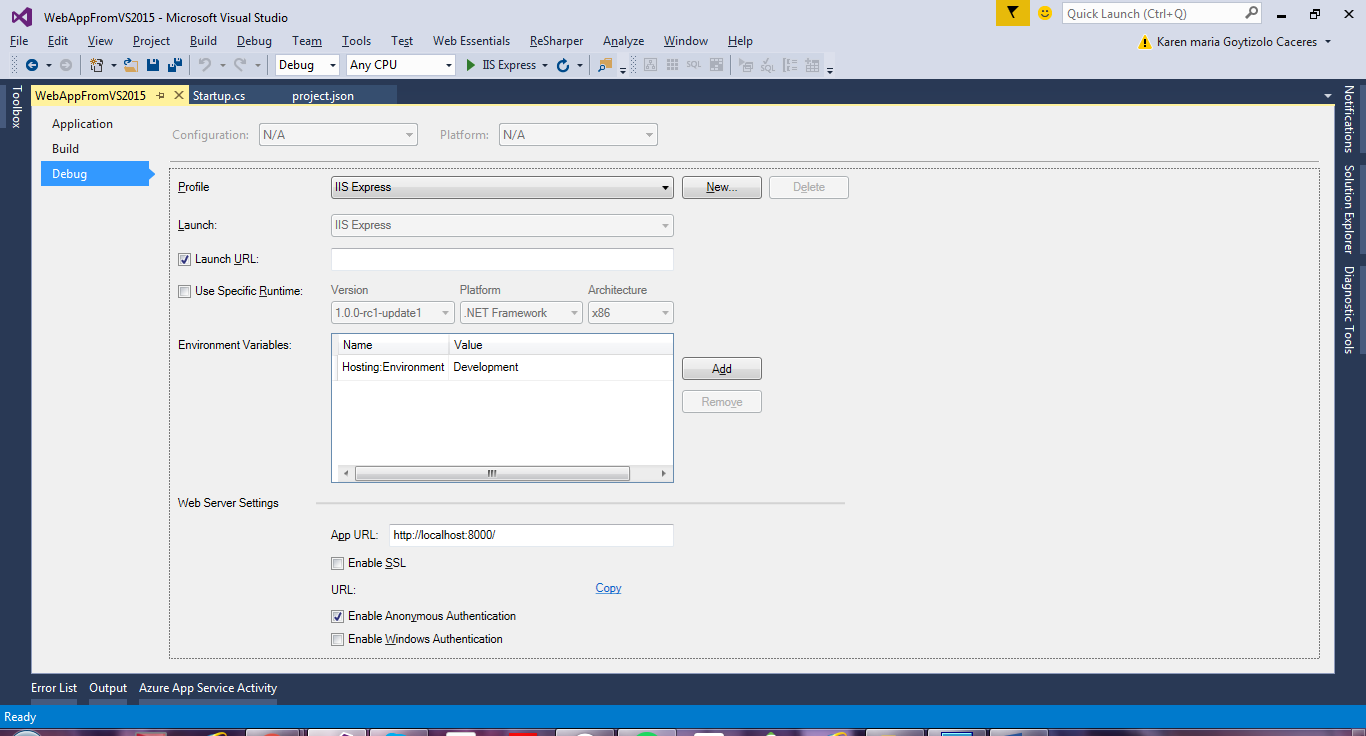 WebAppFromVS2015 - Microsoft Visual Studio
Quick Launch (Ctrl+Q)
File Edit View Project Build Debug Team Tools Test Web Essentials ReSharper Analyze Window Help
Karen maria Goytizolo Caceres
Debug Any CPU IIS Express SQL
Toolbox
WebAppFromVS2015 Startup.cs project.json
Notifications
Solution Explorer
Diagnostic Tools
Application
Build
Debug
Configuration: N/A Platform: N/A
Profile IIS Express New... Delete
Launch: IIS Express
Launch URL:
Use Specific Runtime: Version Platform Architecture
1.0.0-rc1-update1 .NET Framework x86
Environment Variables: Name Value
Hosting:Environment Development
Add
Remove
Web Server Settings
App URL: http://localhost:8000/
Enable SSL
URL: Copy
Enable Anonymous Authentication
Enable Windows Authentication
Error List Output Azure App Service Activity
Ready